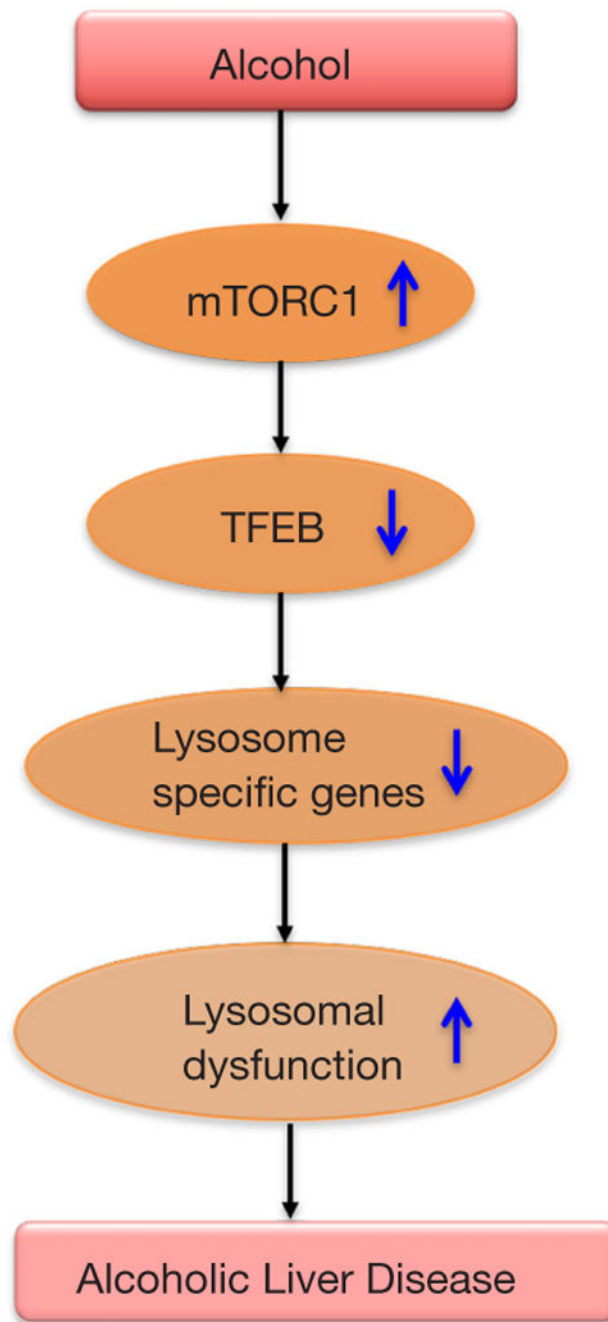 Alcohol
mTORC1
TFEB
Lysosome
specific genes
Lysosomal
dysfunction
Alcoholic Liver Disease